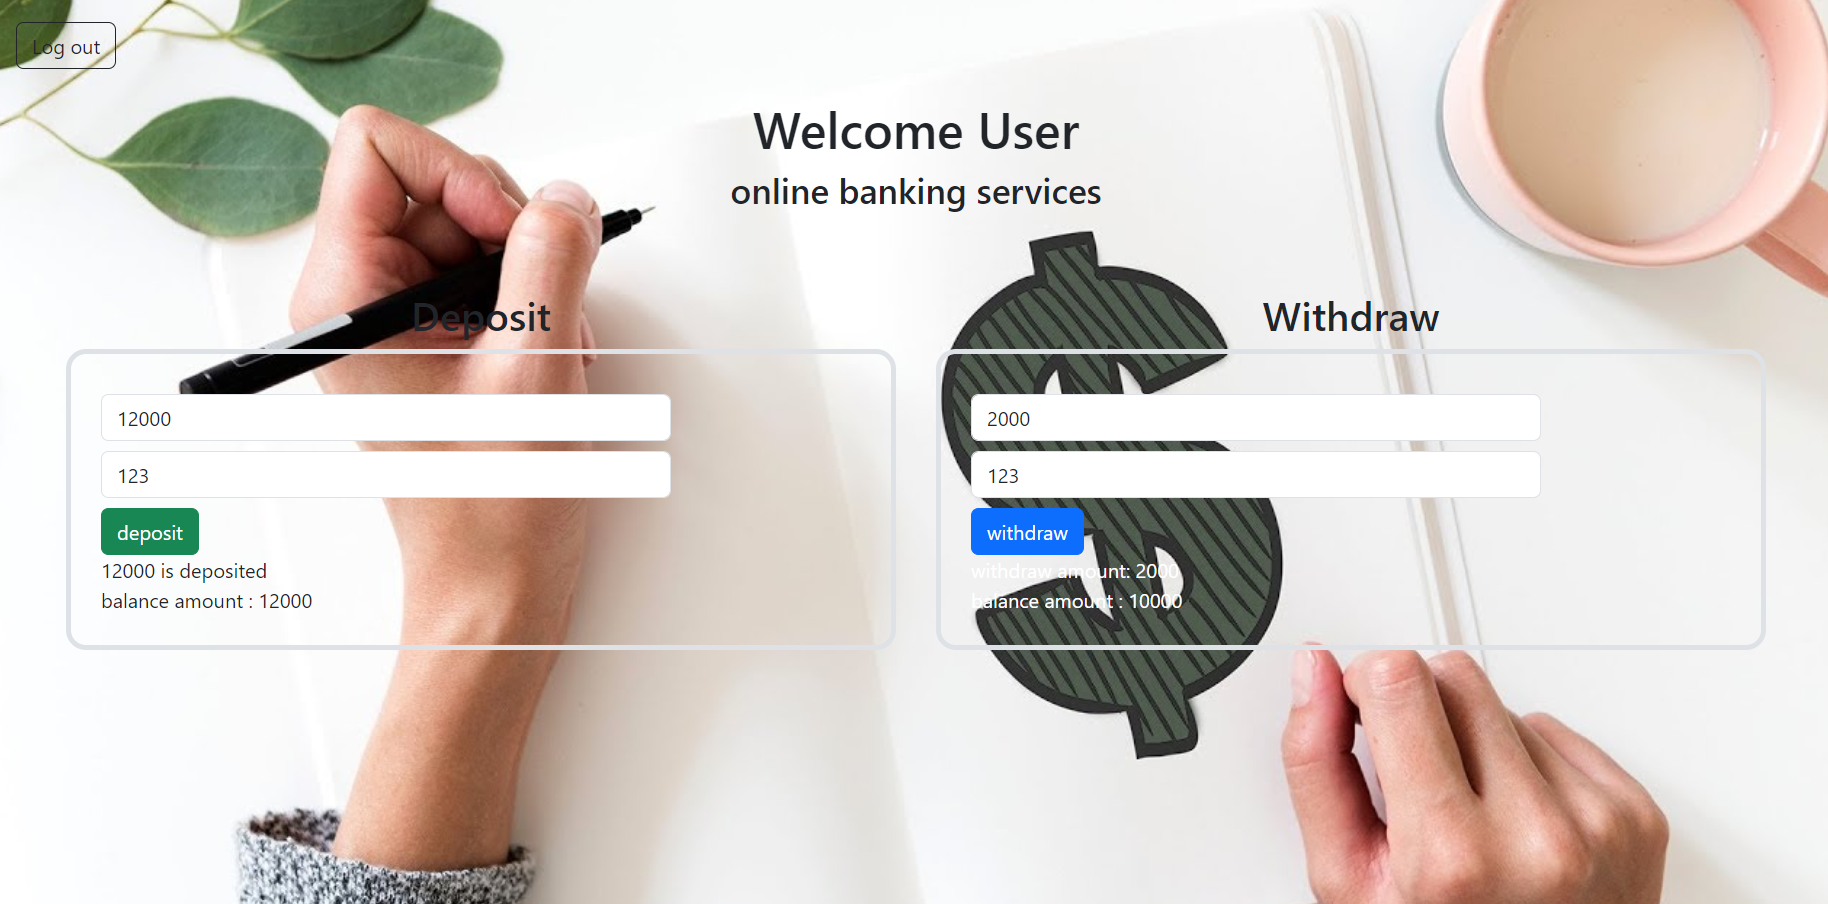 Log out
Welcome User
online banking services
Deposit
12000
123
deposit
12000 is deposited
balance amount : 12000
Withdraw
2000
123
withdraw
withdraw amount: 2000
balance amount : 10000